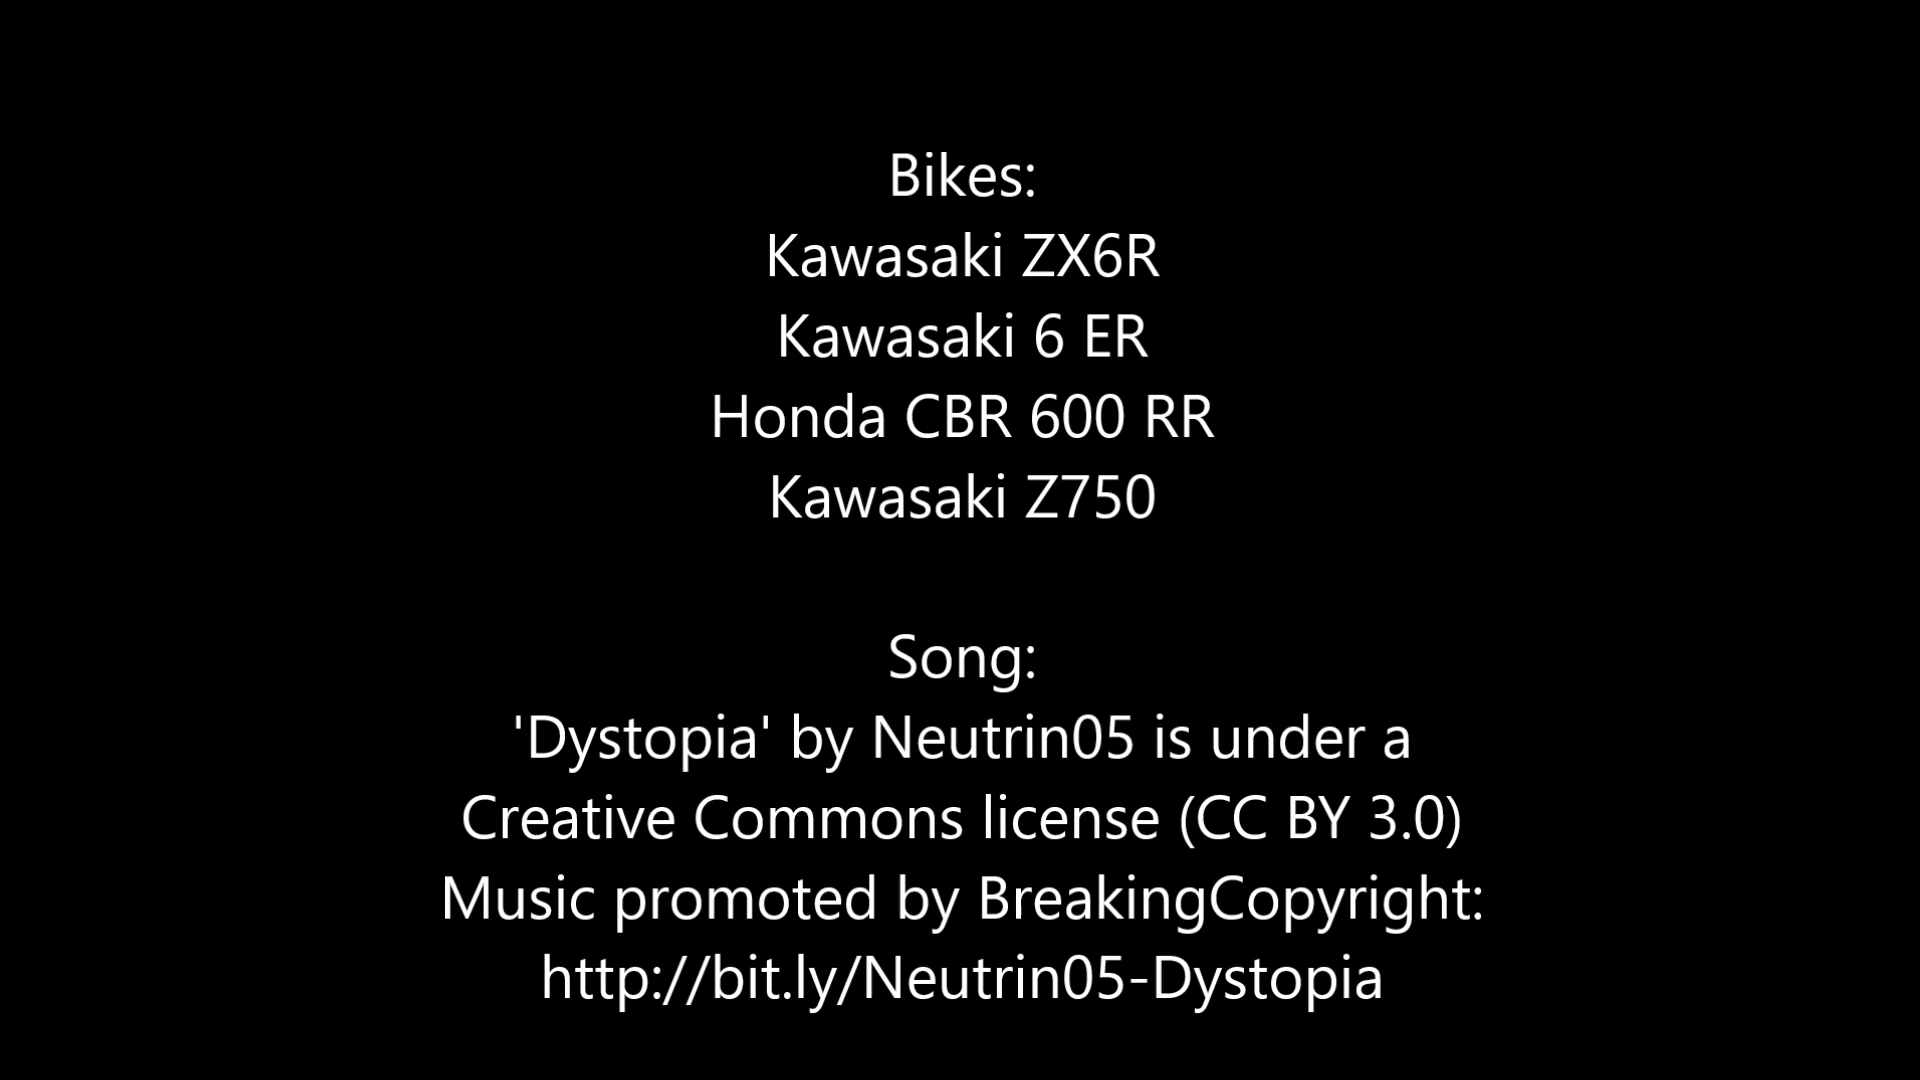 Bikes:
Kawasaki ZX6R
Kawasaki 6 ER
Honda CBR 600 RR
Kawasaki Z750
Song:
'Dystopia' by Neutrin05 is under a
Creative Commons license (CC BY 3.0)
Music promoted by BreakingCopyright:
http://bit.ly/Neutrin05-Dystopia